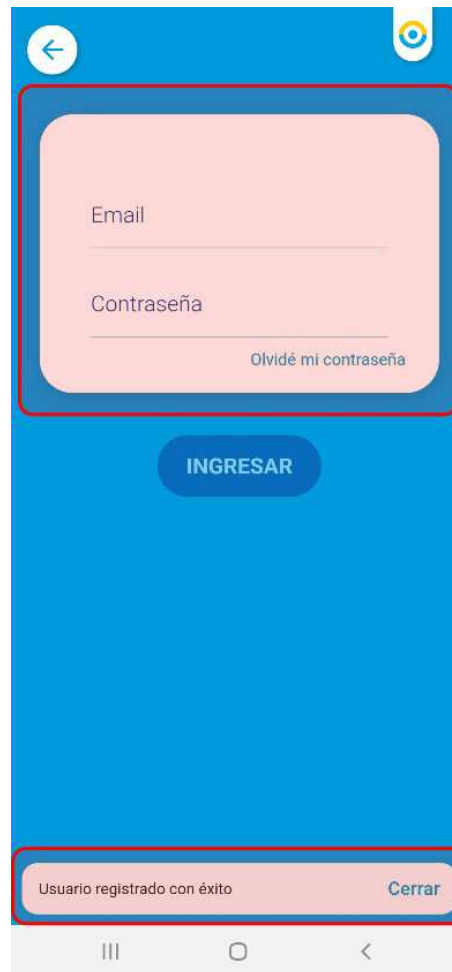 Email
Contraseña
Olvidé mi contraseña
INGRESAR
Usuario registrado con éxito Cerrar